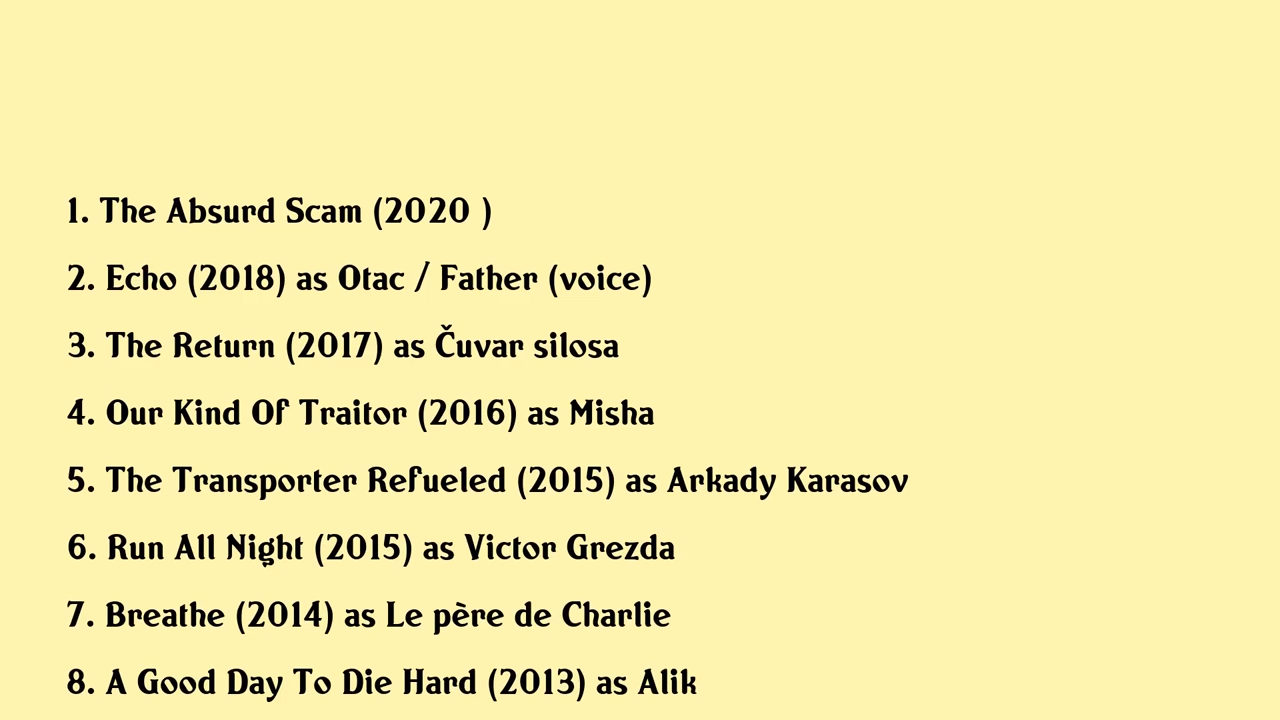 1. The Absurd Scam (2020 )
2. Echo (2018) as Otac / Father (voice)
3. The Return (2017) as Čuvar silosa
4. Our Kind Of Traitor (2016) as Misha
5. The Transporter Refueled (2015) as Arkady Karasov
6. Run All Night (2015) as Victor Grezda
7. Breathe (2014) as Le père de Charlie
8. A Good Day To Die Hard (2013) as Alik